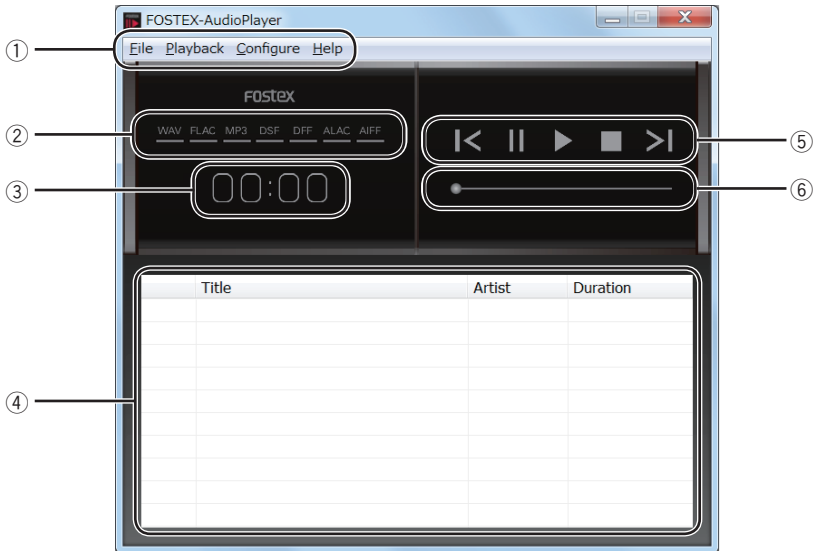 FOSTEX-AudioPlayer
① File Playback Configure Help
FOSTEX
② WAV FLAC MP3 DSF DFF ALAC AIFF
⑤
③ 00:00
⑥
Title Artist Duration
④